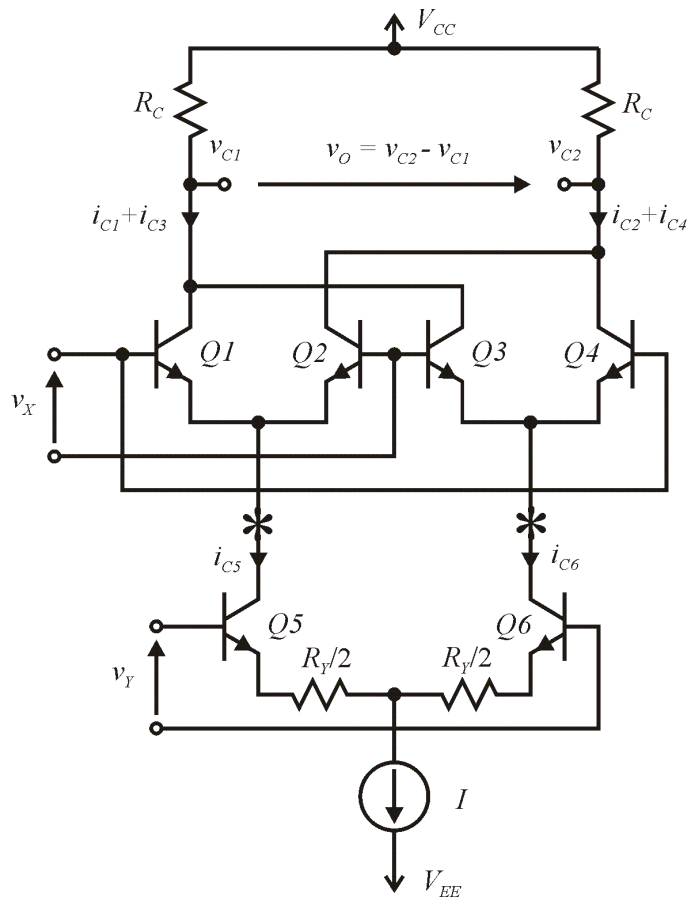 V_CC
R_C R_C
v_C1 v_O = v_C2 - v_C1 v_C2
i_C1+i_C3 i_C2+i_C4
Q1 Q2 Q3 Q4
v_X
* *
i_C5 i_C6
Q5 Q6
R_Y/2 R_Y/2
v_Y
I
V_EE